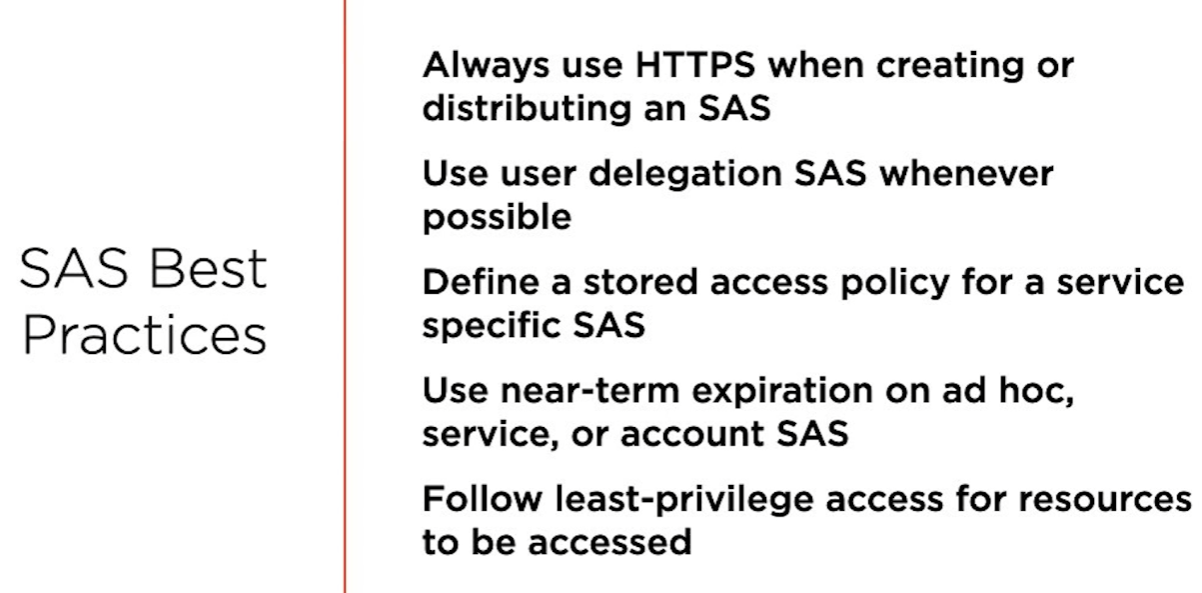 SAS Best
Practices
Always use HTTPS when creating or
distributing an SAS
Use user delegation SAS whenever
possible
Define a stored access policy for a service
specific SAS
Use near-term expiration on ad hoc,
service, or account SAS
Follow least-privilege access for resources
to be accessed